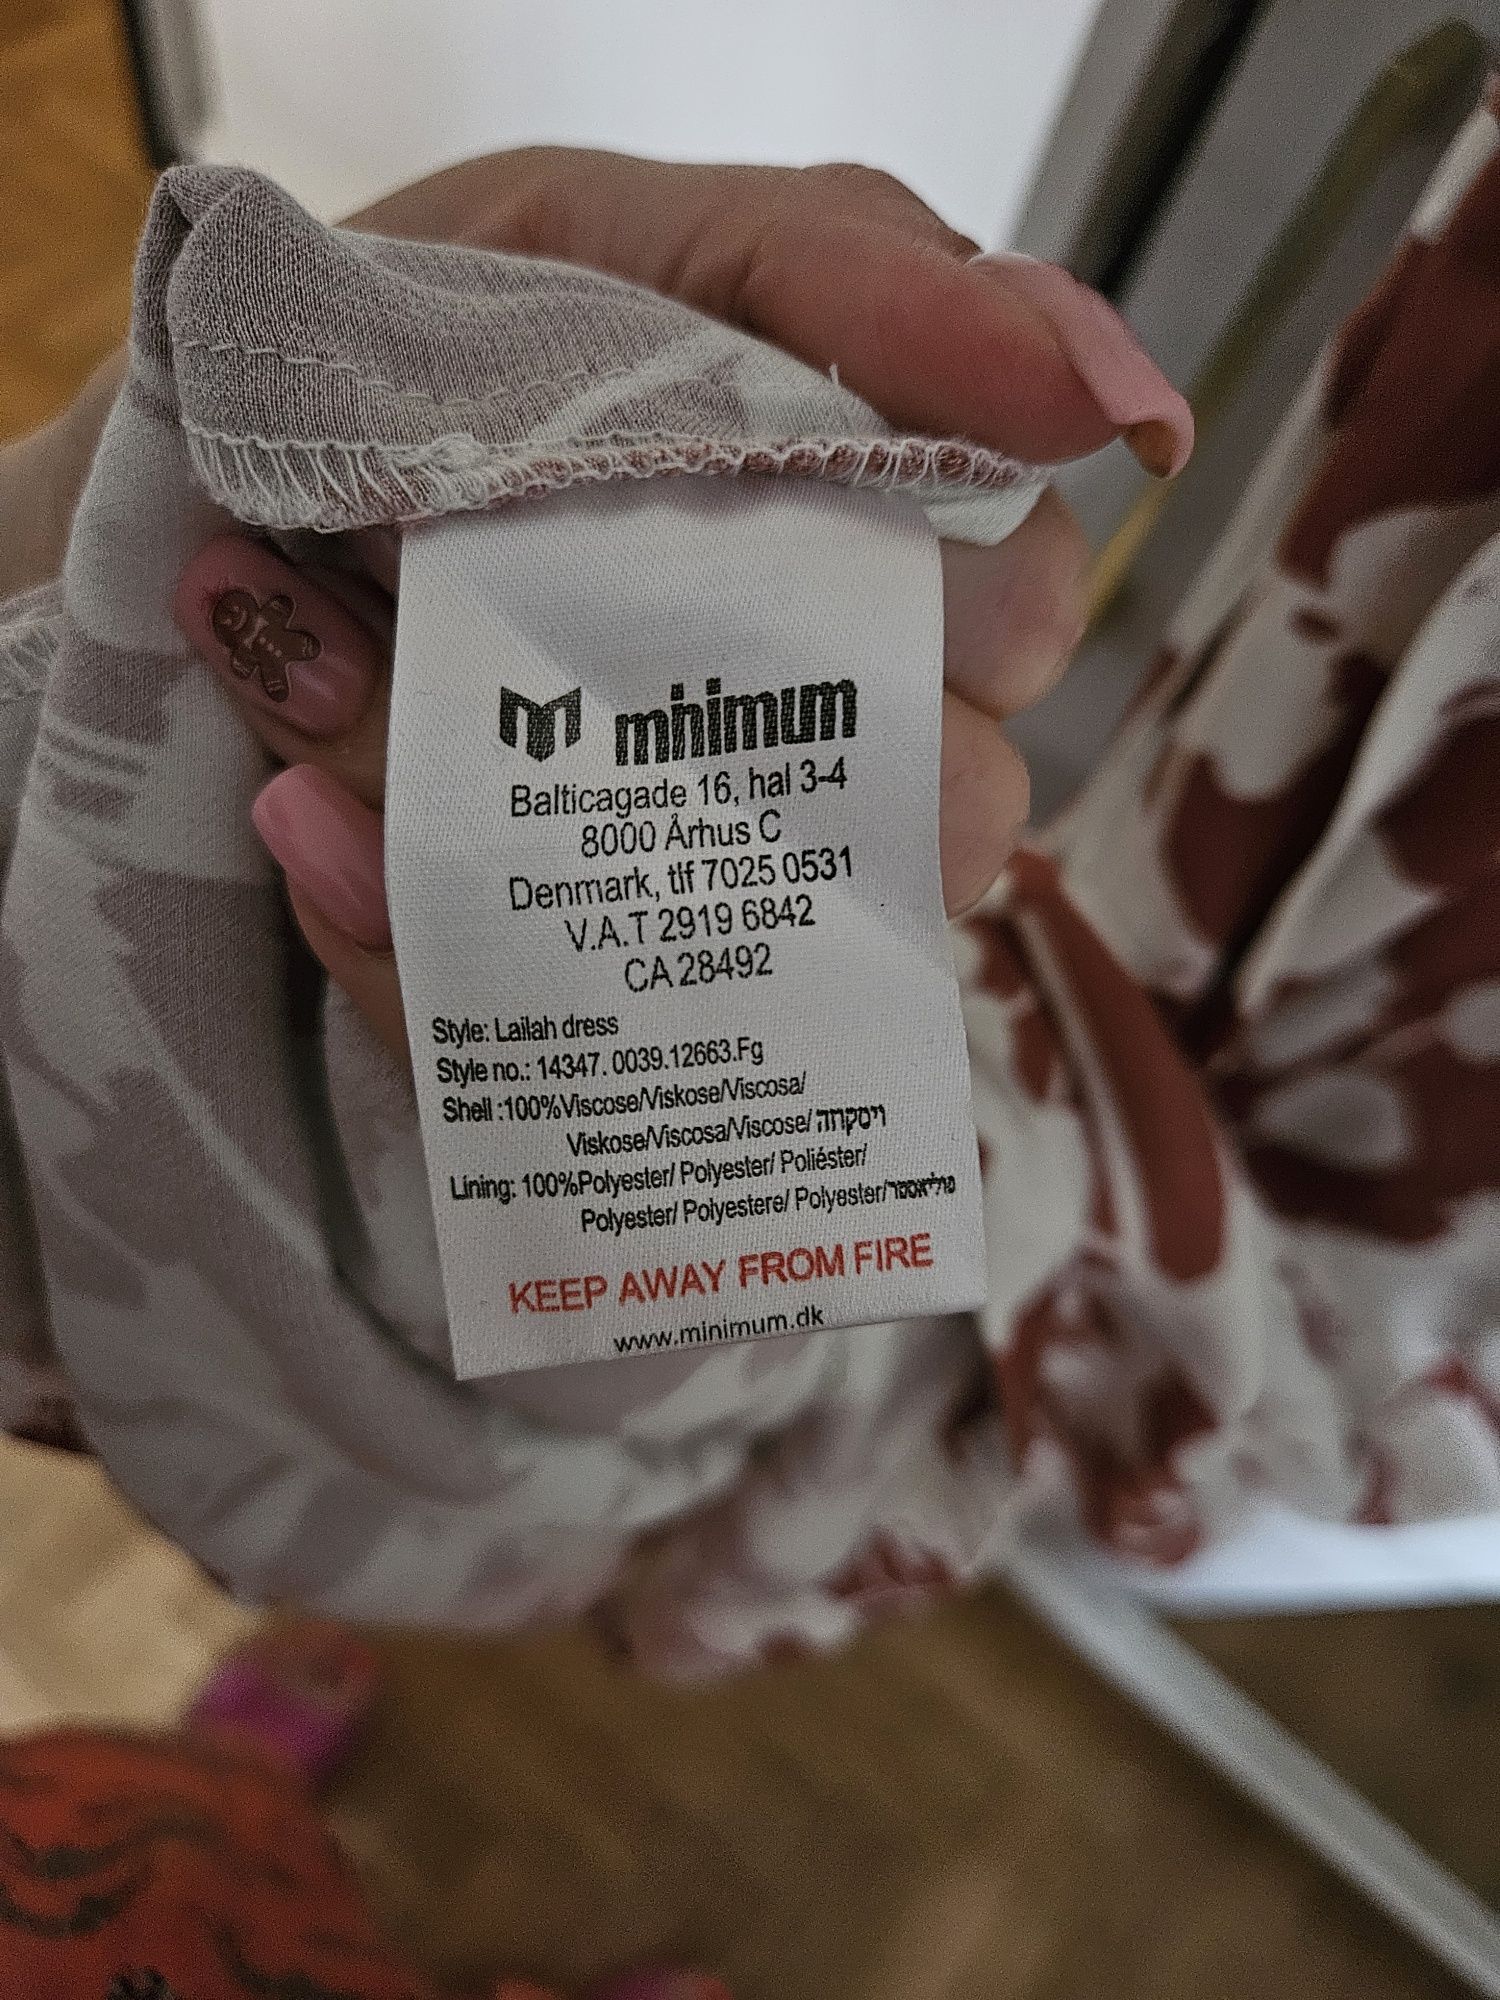 minimum
Balticagade 16, hal 3-4
8000 Århus C
Denmark, tlf 7025 0531
V.A.T 2919 6842
CA 28492
Style: Lailah dress
Style no.: 14347. 0039.12663.Fg
Shell :100%Viscose/Viskose/Viscosa/
Viskose/Viscosa/Viscose/
Lining: 100%Polyester/ Polyester/ Poliéster/
Polyester/ Polyestere/ Polyester/פוליאסטר
KEEP AWAY FROM FIRE
www.minimum.dk